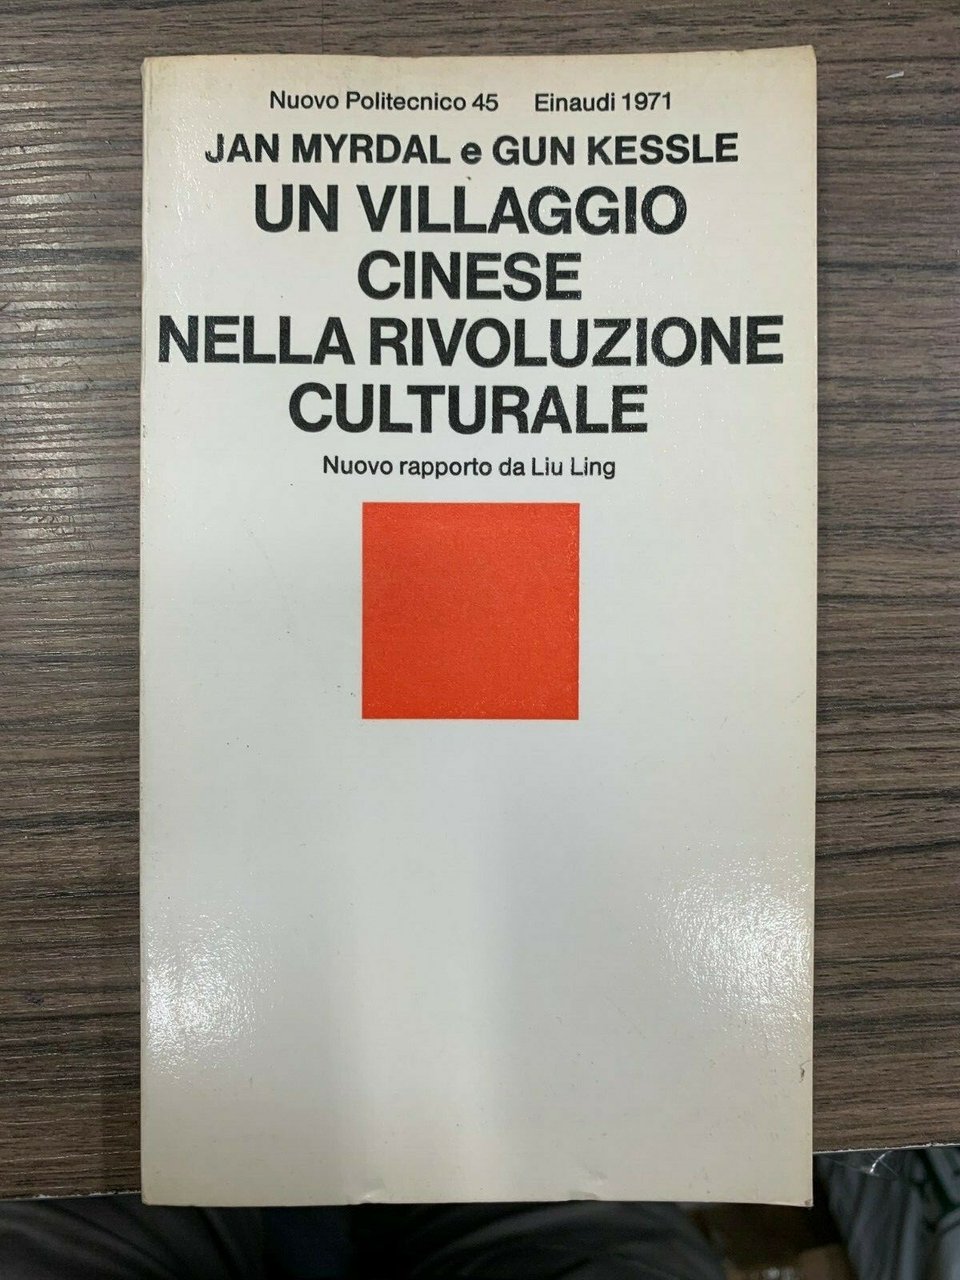 Nuovo Politecnico 45 Einaudi 1971
JAN MYRDAL e GUN KESSLE
UN VILLAGGIO
CINESE
NELLA RIVOLUZIONE
CULTURALE
Nuovo rapporto da Liu Ling